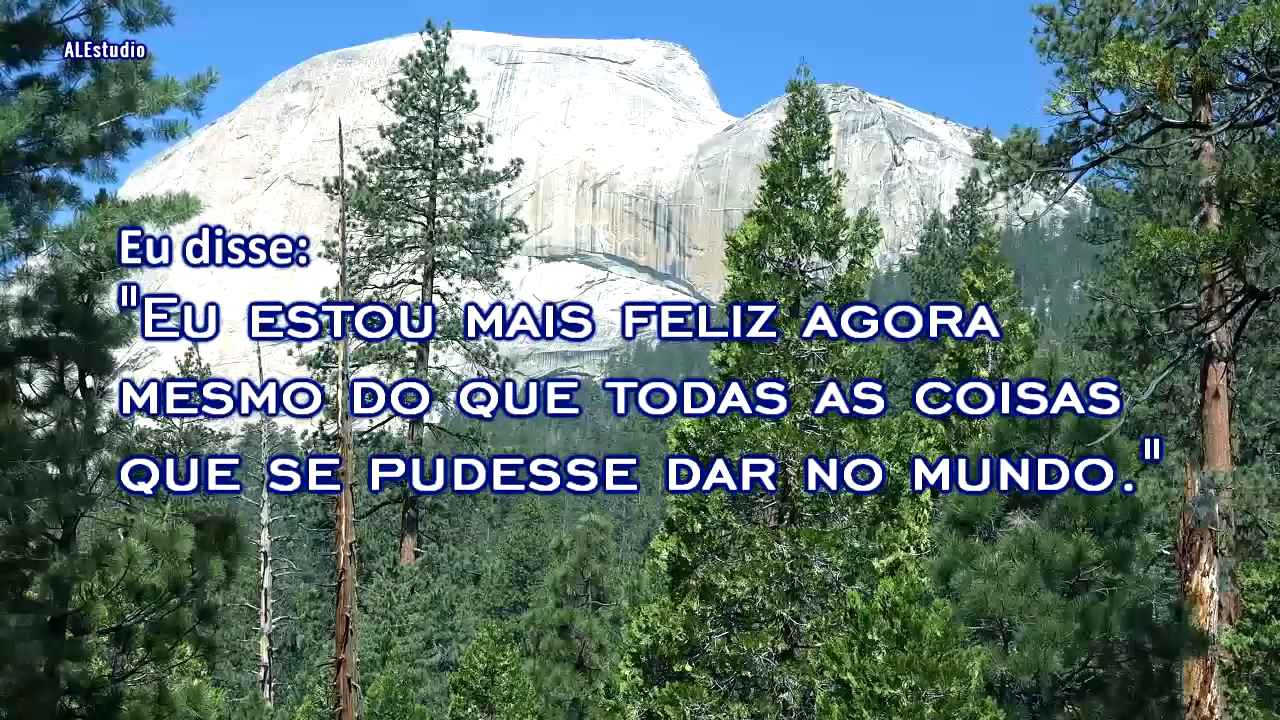 ALEstudio
Eu disse:
"EU ESTOU MAIS FELIZ AGORA
MESMO DO QUE TODAS AS COISAS
QUE SE PUDESSE DAR NO MUNDO."